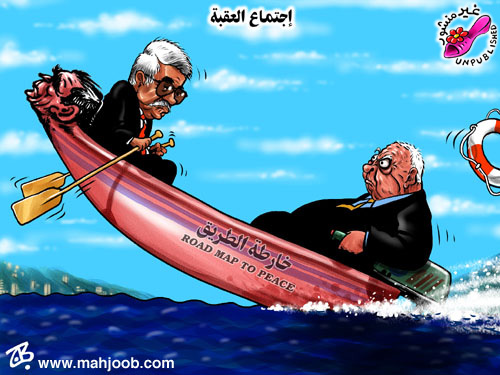 إجتماع العقبة
غير منشور
UNPUBLISHED
خارطة الطريق
ROAD MAP TO PEACE
www.mahjoob.com